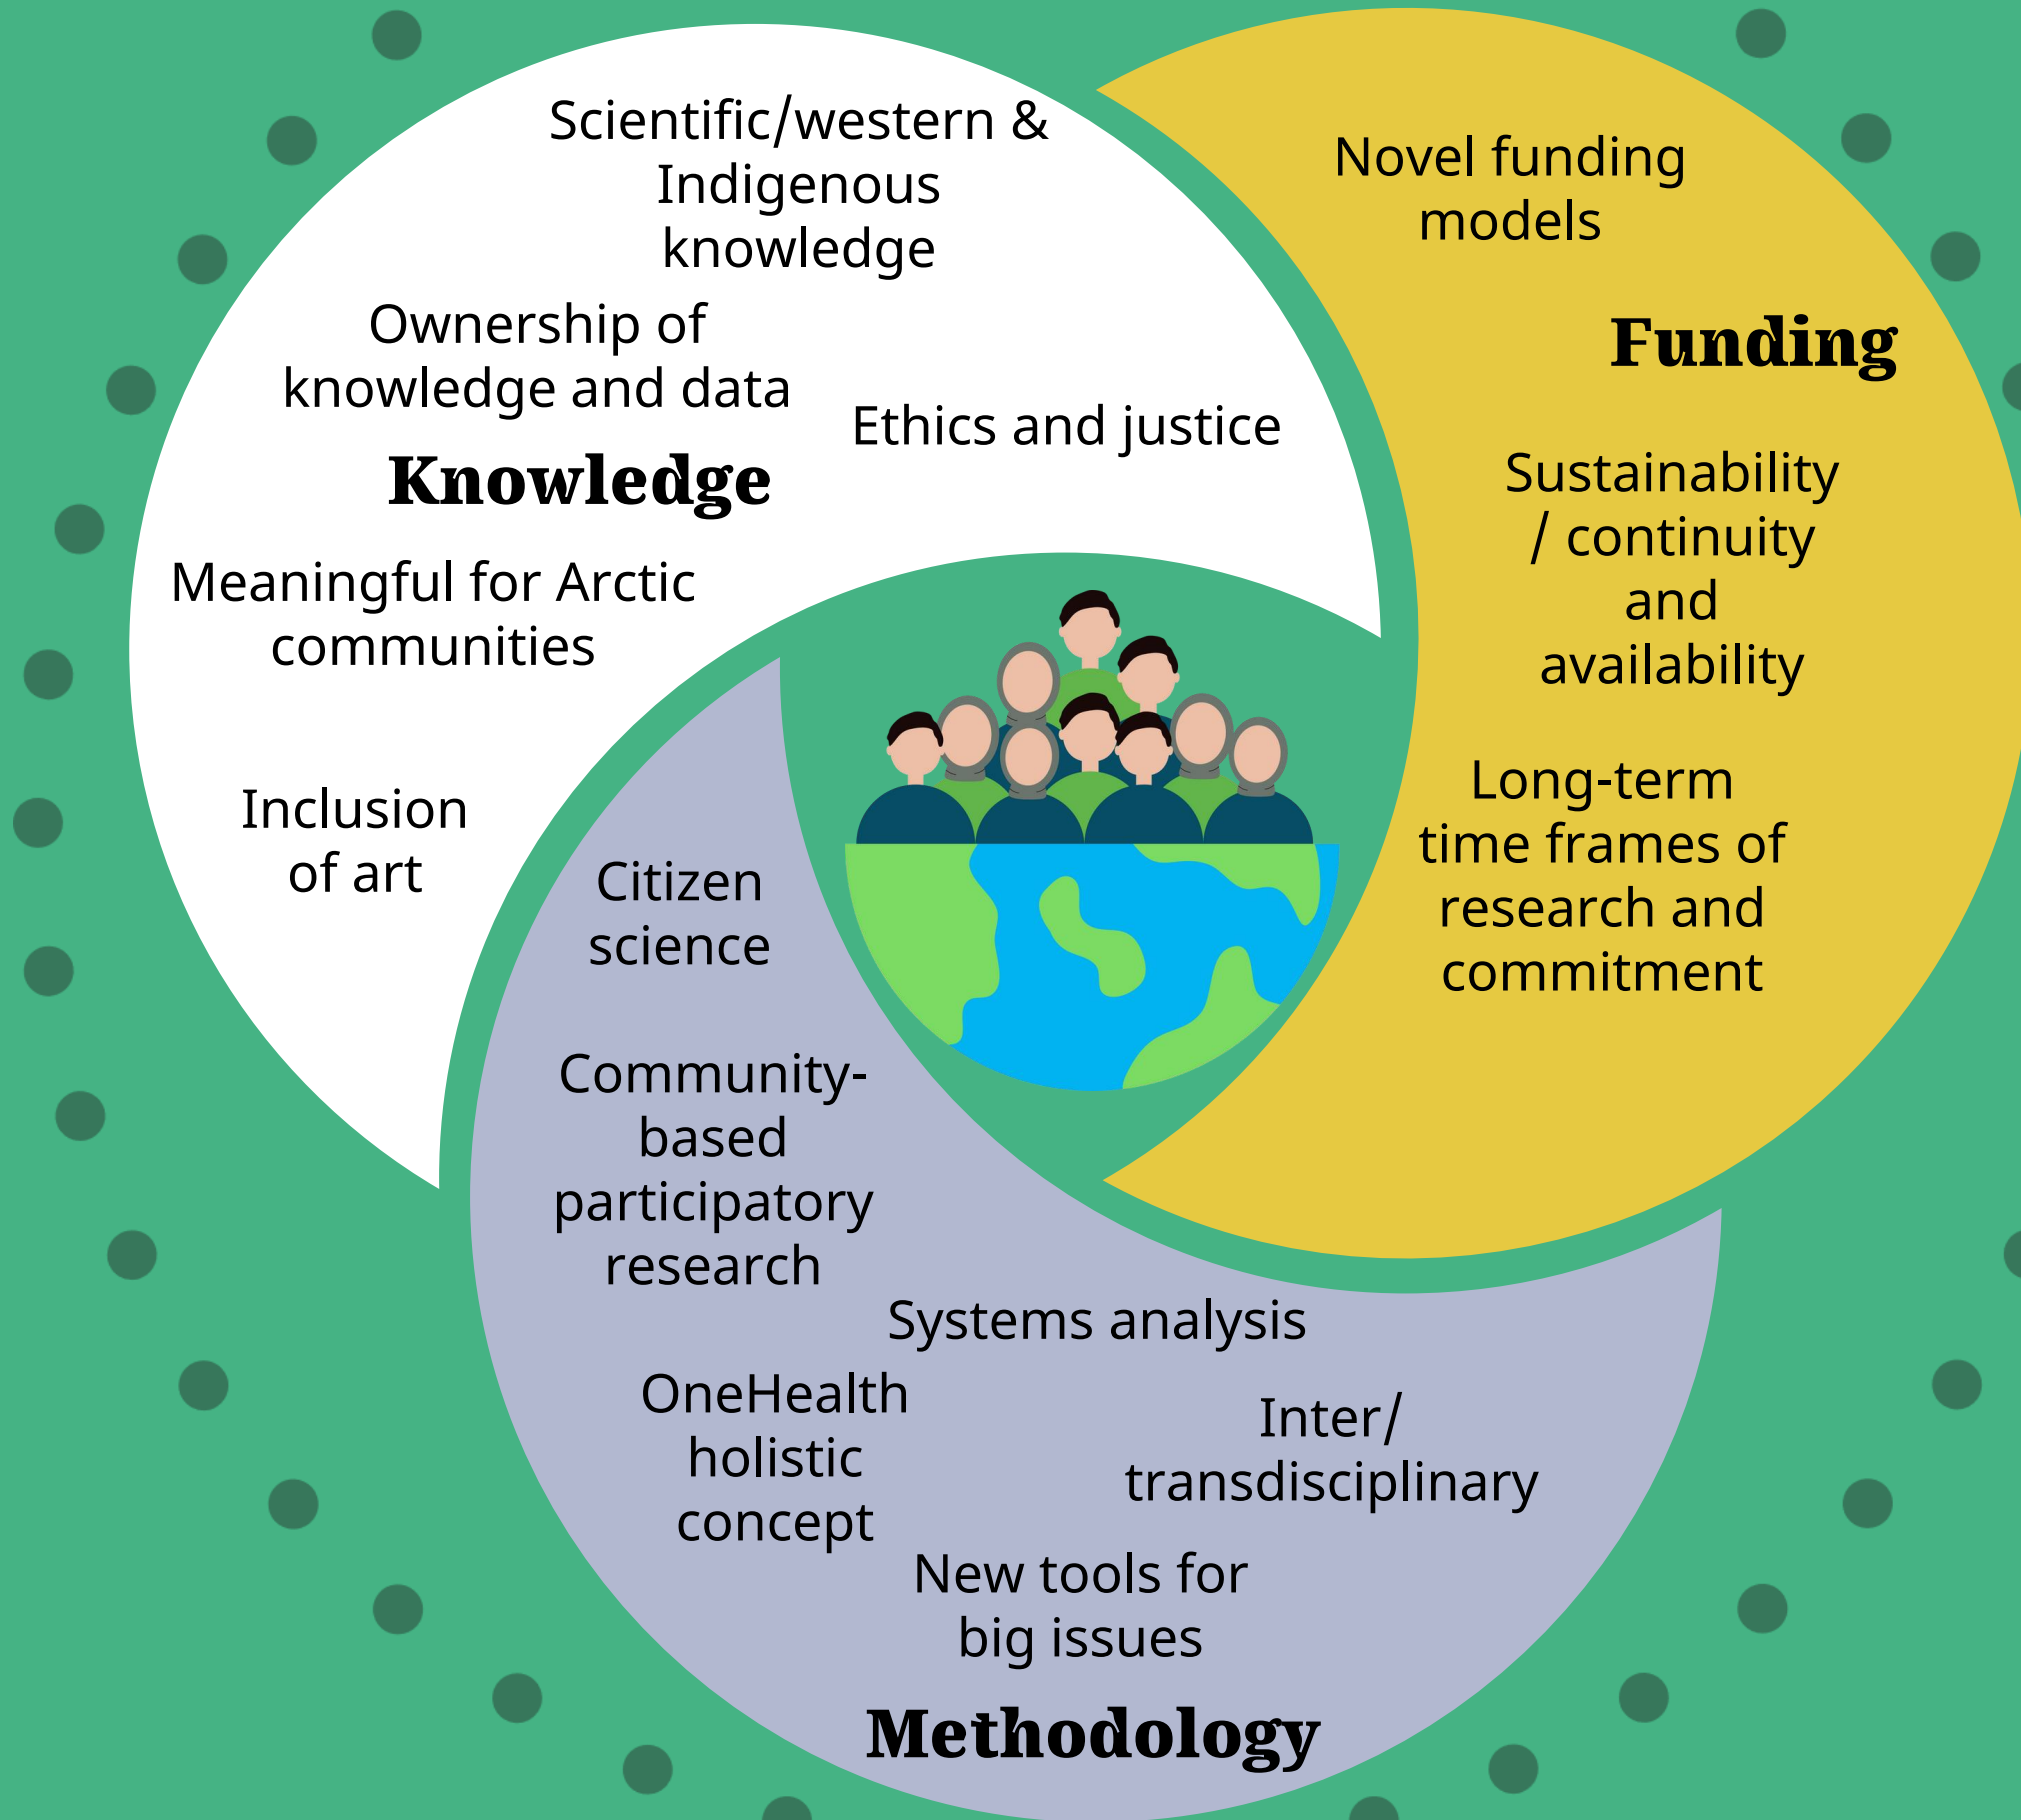 Scientific/western &
Indigenous
knowledge
Ownership of
knowledge and data
Ethics and justice
Knowledge
Meaningful for Arctic
communities
Inclusion
of art
Novel funding
models
Funding
Sustainability
/ continuity
and
availability
Long-term
time frames of
research and
commitment
Citizen
science
Community-
based
participatory
research
Systems analysis
OneHealth
holistic
concept
Inter/
transdisciplinary
New tools for
big issues
Methodology